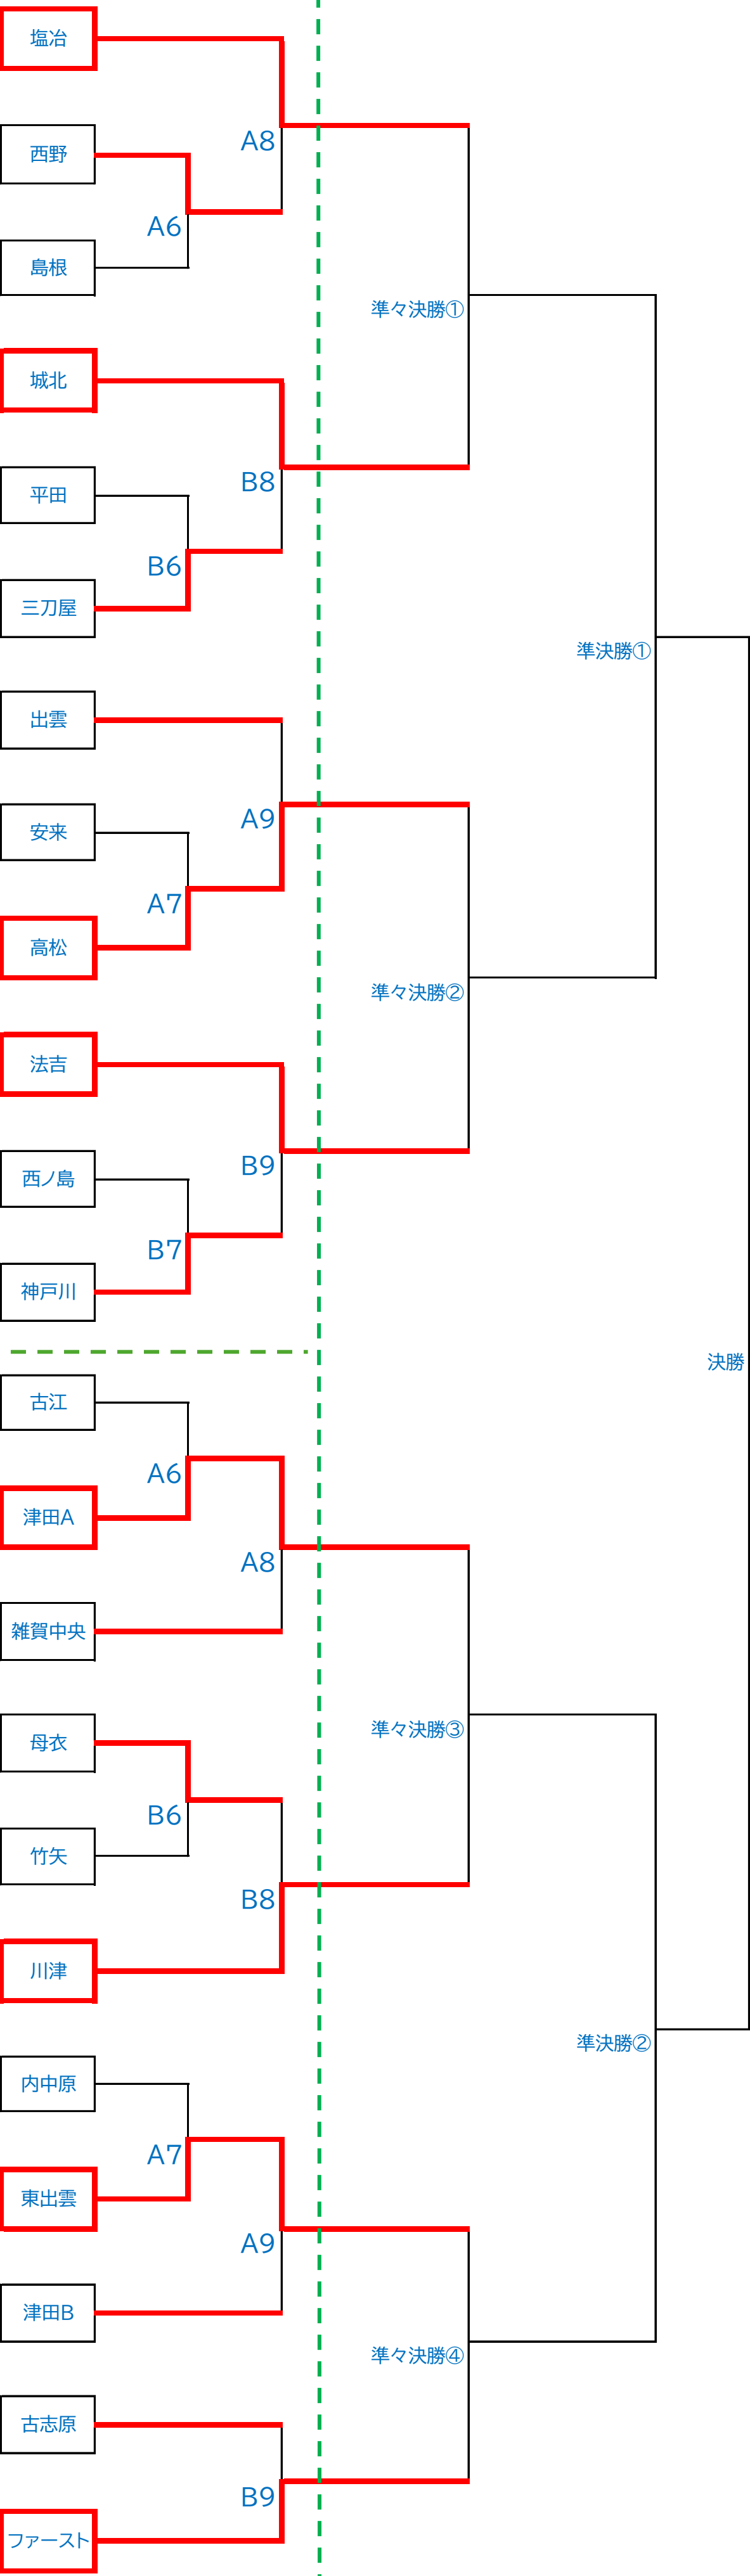 塩冶
A8
西野
A6
島根
準々決勝①
城北
B8
平田
B6
三刀屋
準決勝①
出雲
A9
安来
A7
高松
準々決勝②
法吉
B9
西ノ島
B7
神戸川
決勝
古江
A6
津田A
A8
雑賀中央
準々決勝③
母衣
B6
竹矢
B8
川津
準決勝②
内中原
A7
東出雲
A9
津田B
準々決勝④
古志原
B9
ファースト